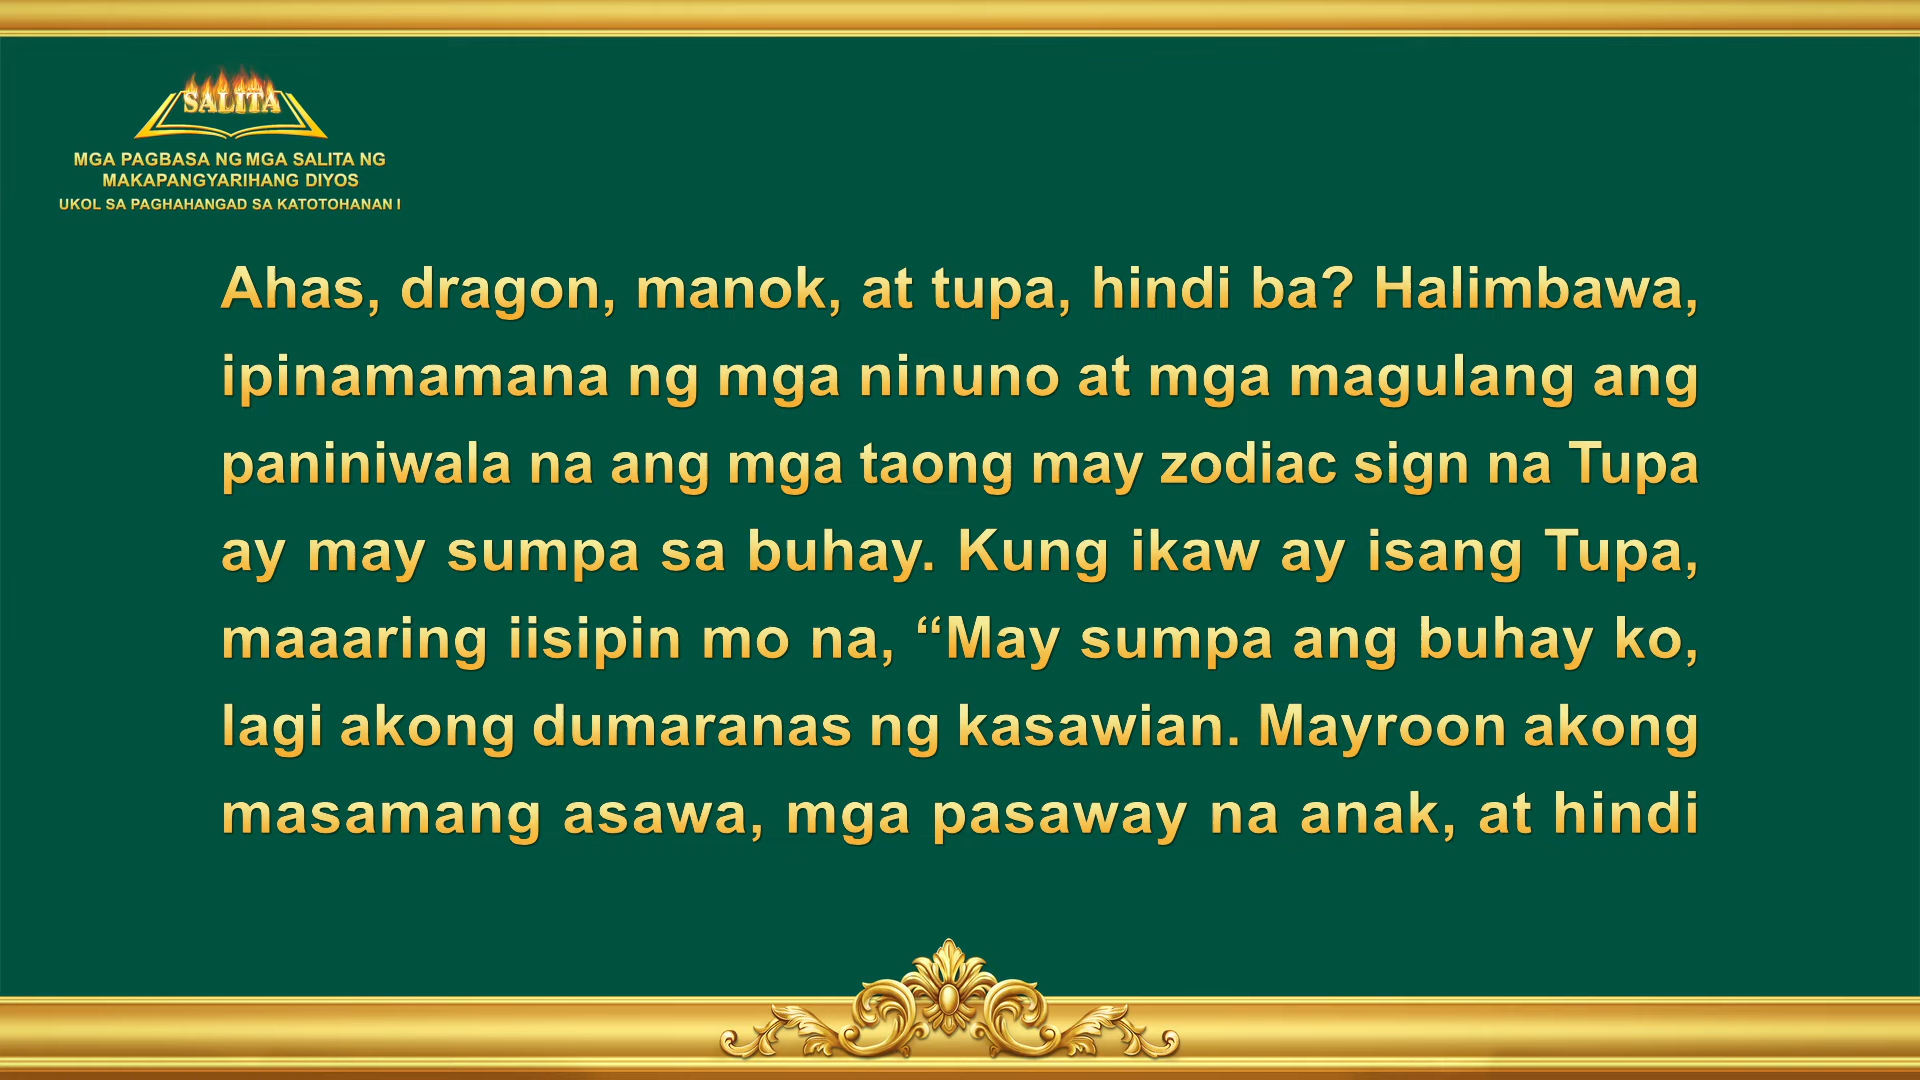 SALITA
MGA PAGBASA NG MGA SALITA NG
MAKAPANGYARIHANG DIYOS
UKOL SA PAGHAHANGAD SA KATOTOHANAN I
Ahas, dragon, manok, at tupa, hindi ba? Halimbawa,
ipinamamana ng mga ninuno at mga magulang ang
paniniwala na ang mga taong may zodiac sign na Tupa
ay may sumpa sa buhay. Kung ikaw ay isang Tupa,
maaaring iisipin mo na, “May sumpa ang buhay ko,
lagi akong dumaranas ng kasawian. Mayroon akong
masamang asawa, mga pasaway na anak, at hindi